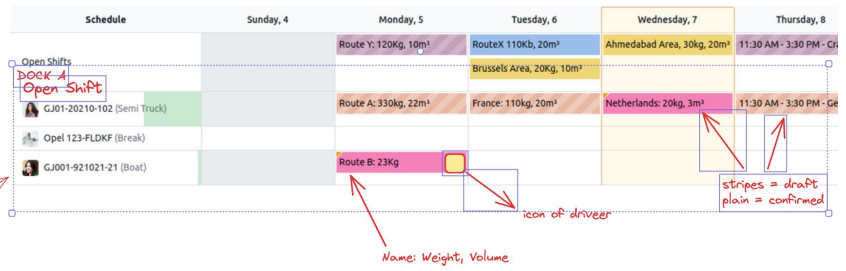 Schedule Sunday, 4 Monday, 5 Tuesday, 6 Wednesday, 7 Thursday, 8
Route Y: 120Kg, 10m³ RouteX 110Kb, 20m³ Ahmedabad Area, 30kg, 20m³ 11:30 AM - 3:30 PM - Cra
Open Shifts
Brussels Area, 20Kg, 10m³
DOCK A
Open Shift
GJ01-20210-102 (Semi Truck) Route A: 330kg, 22m³ France: 110kg, 20m³ Netherlands: 20kg, 3m³ 11:30 AM - 3:30 PM - Ge
Opel 123-FLDKF (Break)
GJ001-921021-21 (Boat) Route B: 23Kg
stripes = draft
plain = confirmed
icon of driveer
Name: Weight, Volume